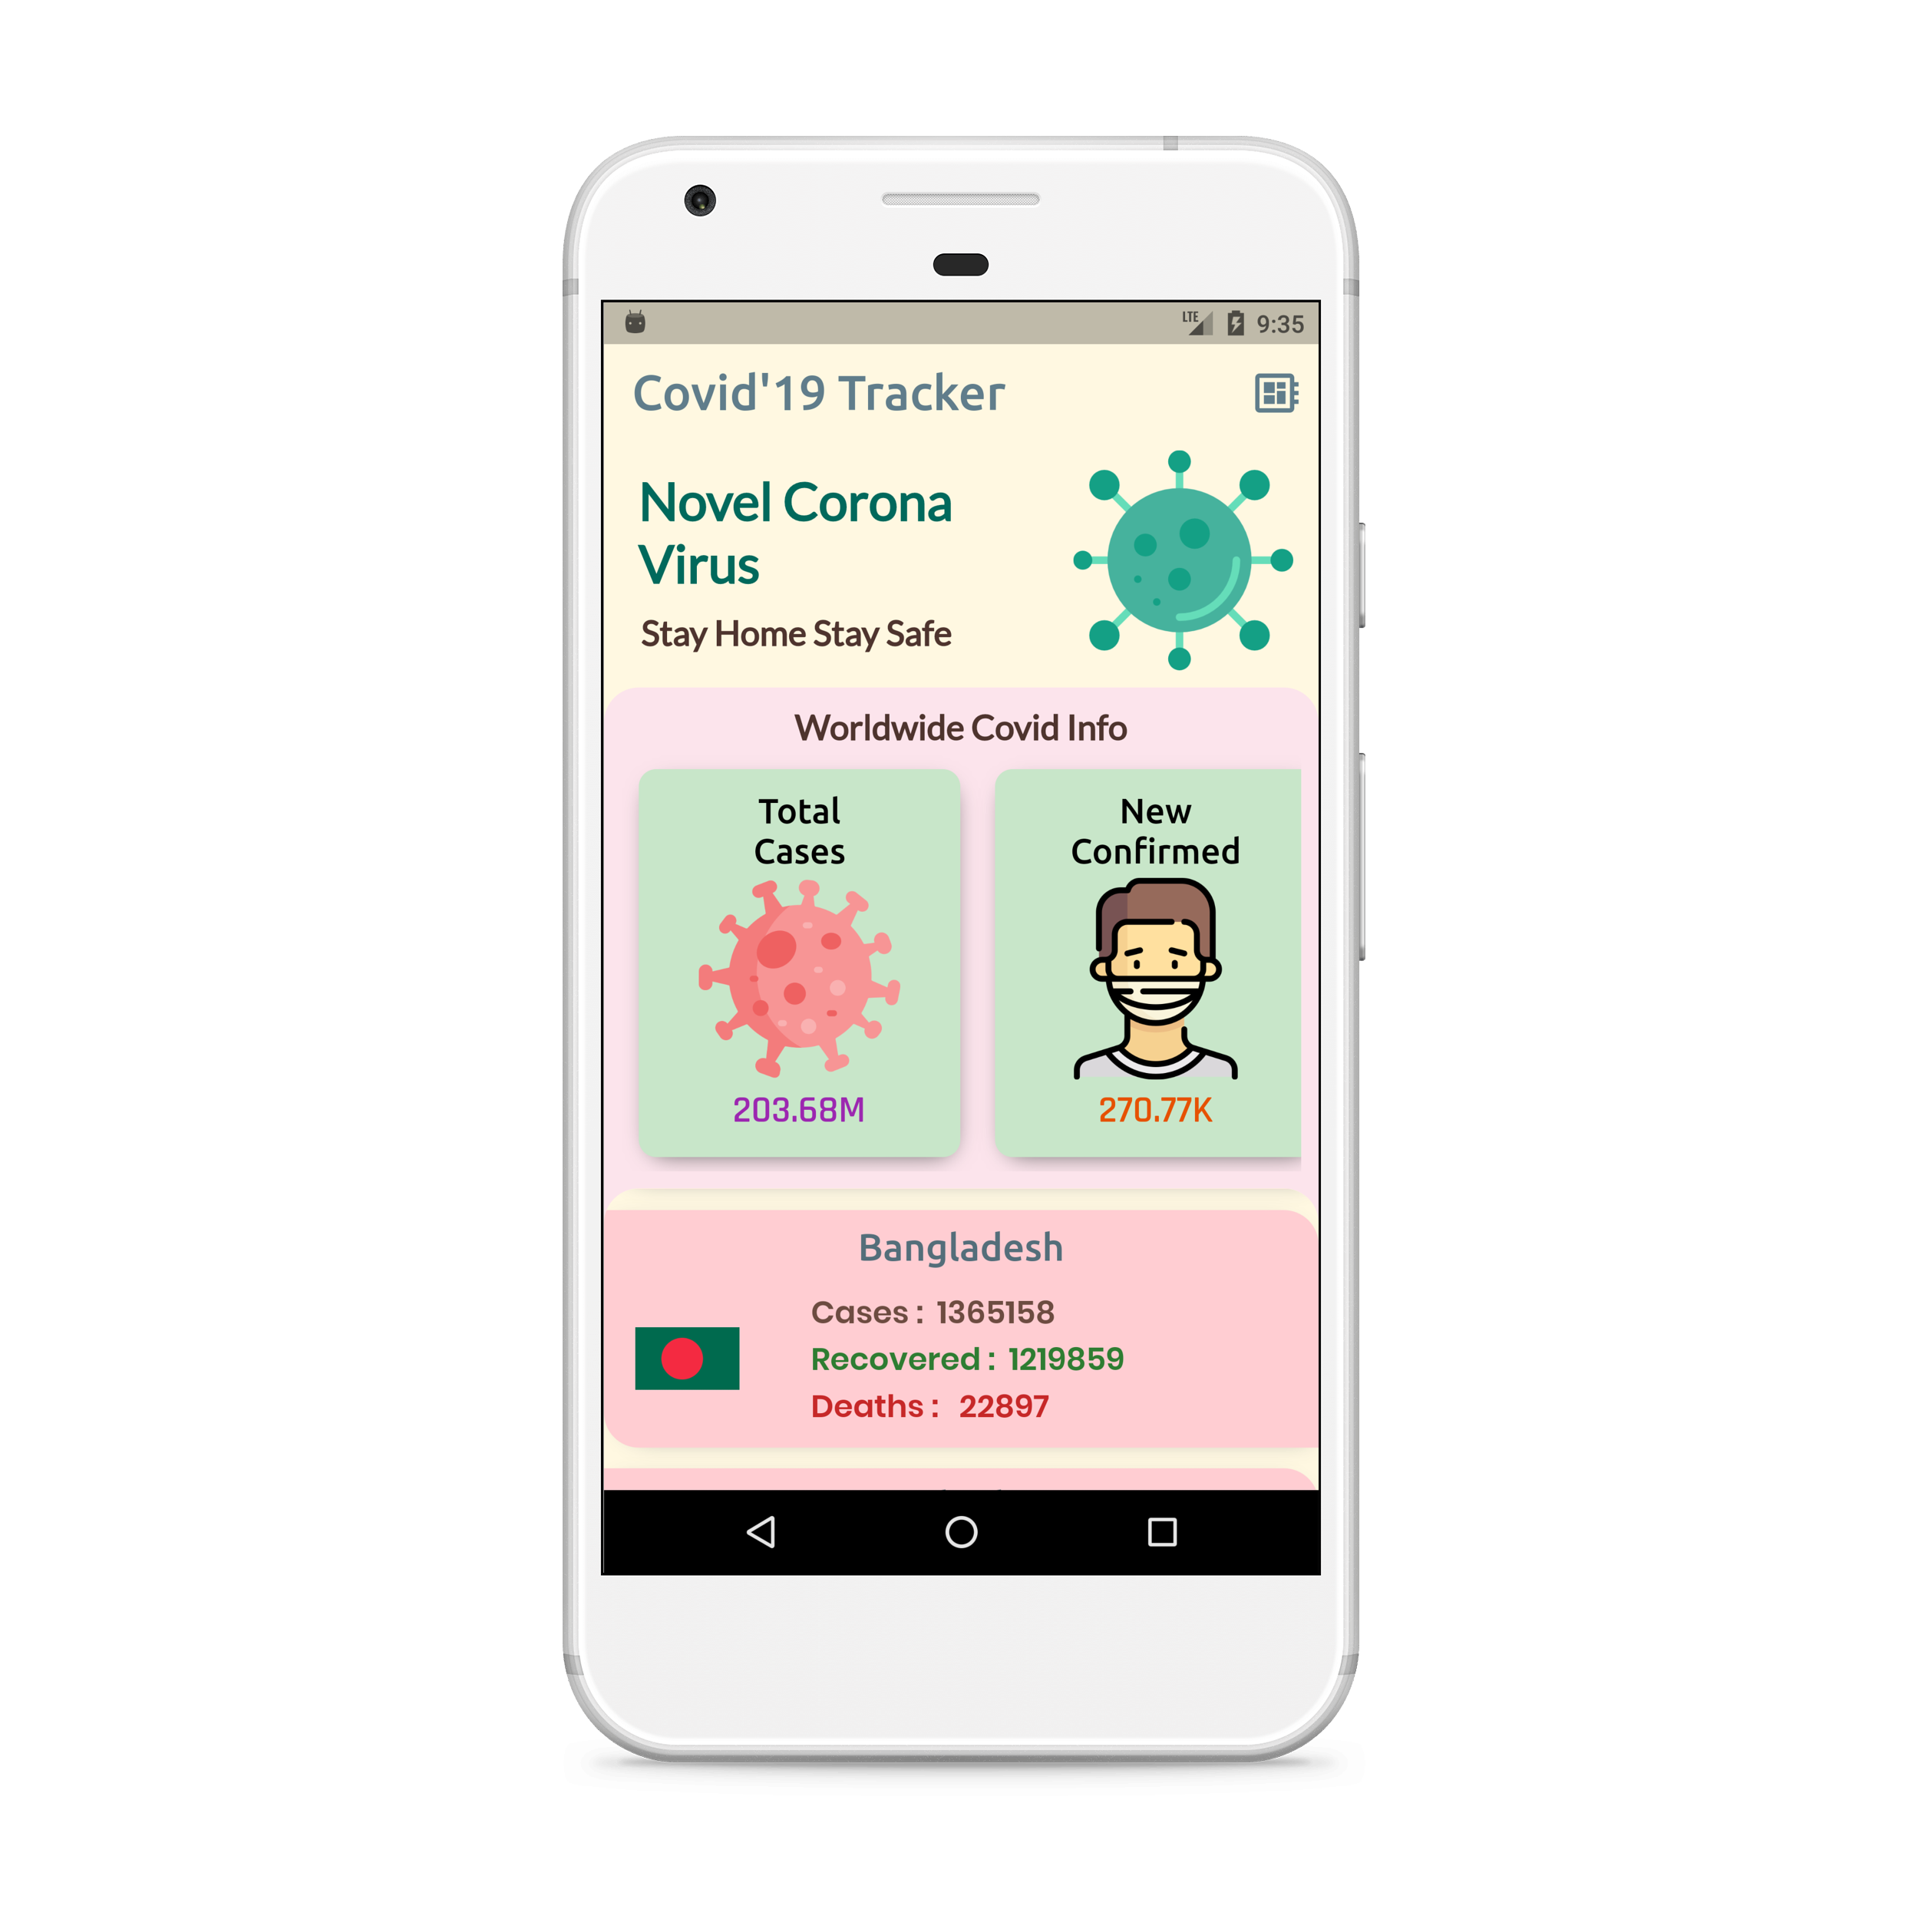 LTE 9:35
Covid'19 Tracker
Novel Corona
Virus
Stay Home Stay Safe
Worldwide Covid Info
Total
Cases
203.68M
New
Confirmed
270.77K
Bangladesh
Cases : 1365158
Recovered : 1219859
Deaths : 22897